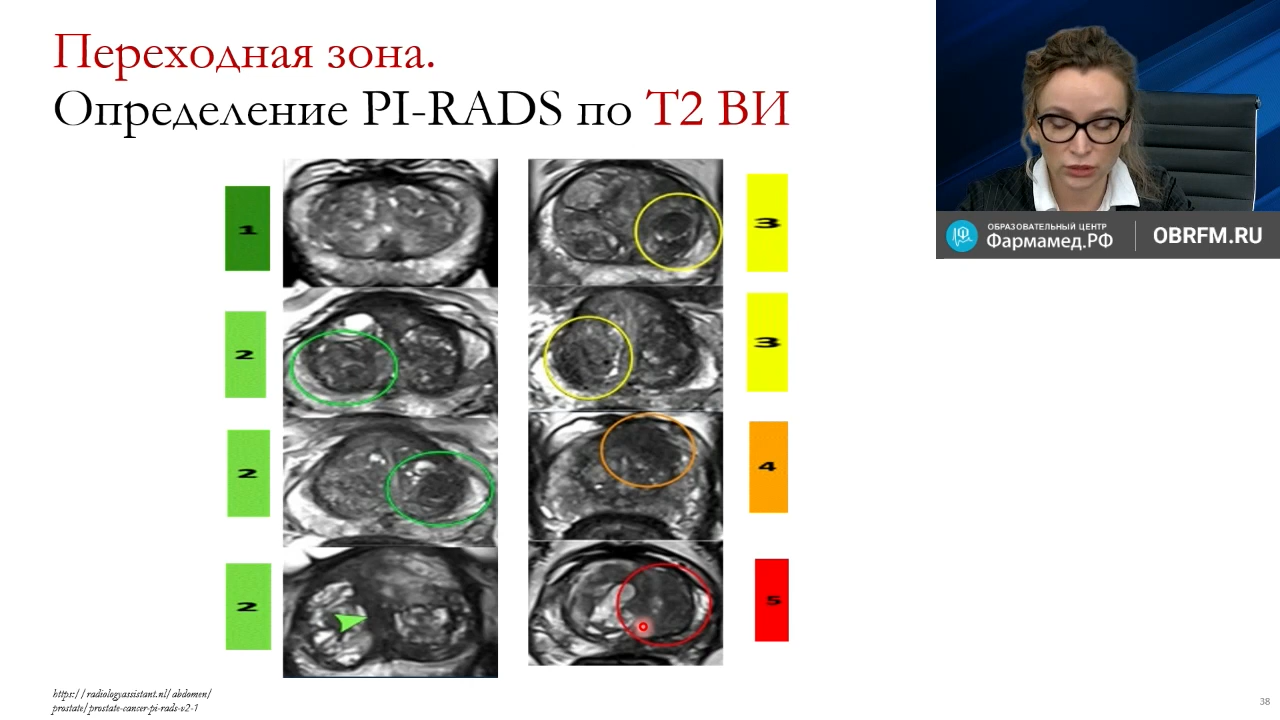 Переходная зона.
Определение PI-RADS по Т2 ВИ
ОБРАЗОВАТЕЛЬНЫЙ ЦЕНТР
Фармамед.РФ
OBRFM.RU
1
3
2
3
2
4
2
5
https://radiologyassistant.nl/abdomen/
prostate/prostate-cancer-pi-rads-v2-1
38